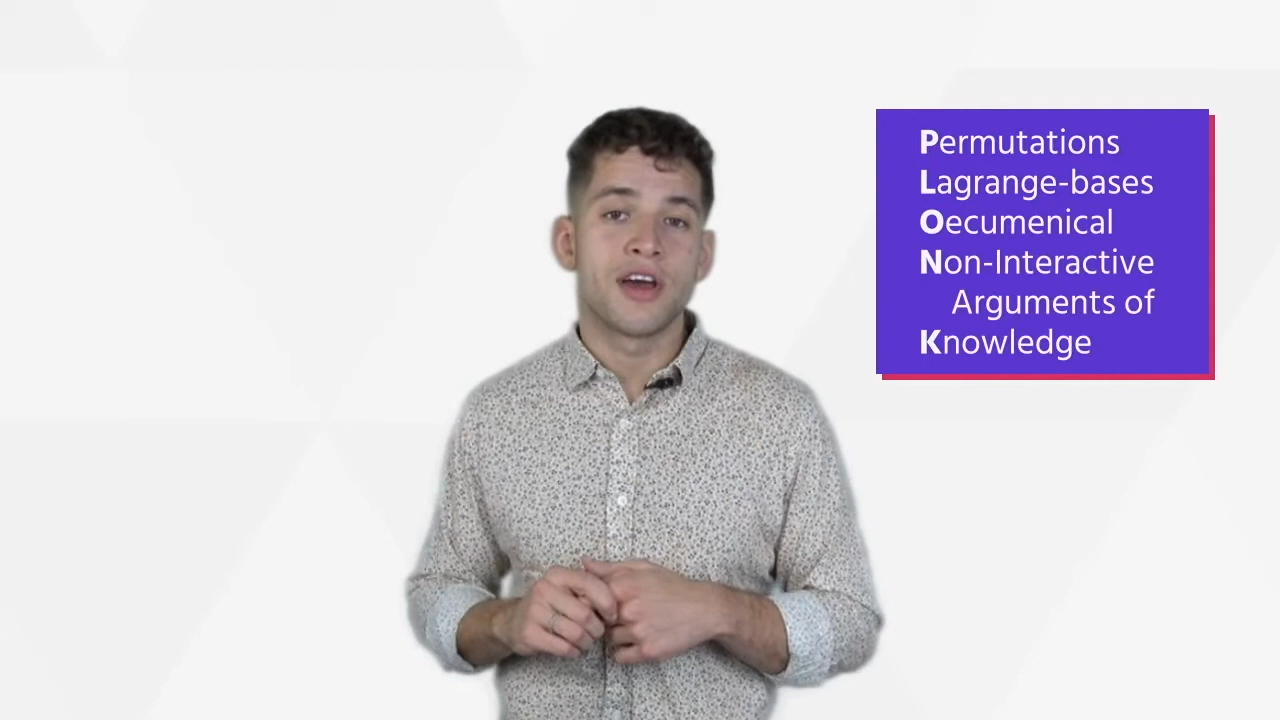 Permutations
Lagrange-bases
Oecumenical
Non-Interactive
Arguments of
Knowledge